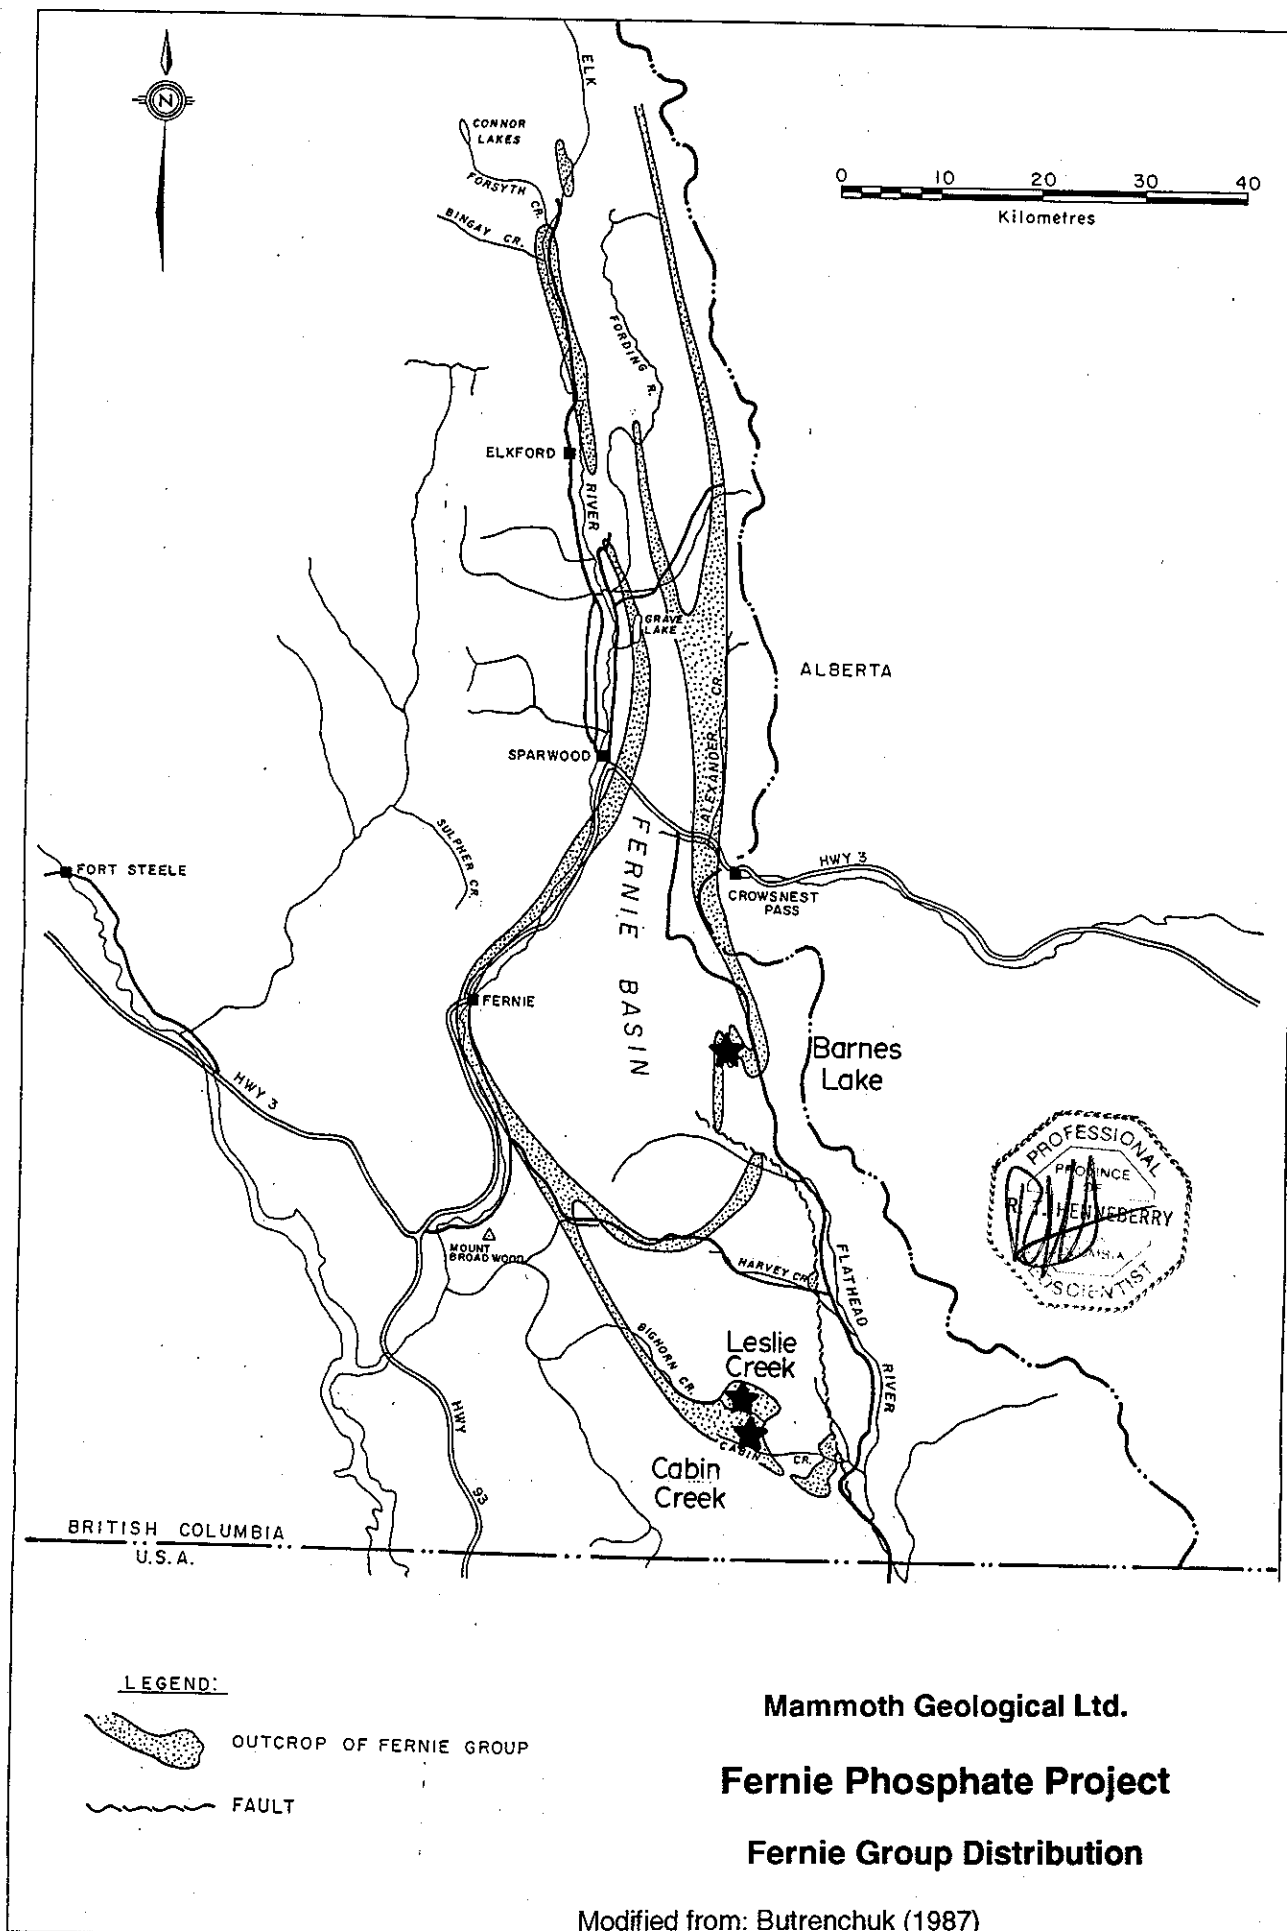 ELK
CONNOR
LAKES
N
FORSYTH CR.
BINGAY CR.
0 10 20 30 40
Kilometres
FORDING R.
ELKFORD
RIVER
GRAVE
LAKE
ALBERTA
ALEXANDER CR.
SPARWOOD
SULPHER CR.
FERNIE BASIN
FORT STEELE
HWY 3
CROWSNEST
PASS
FERNIE
Barnes
Lake
HWY 3
PROFESSIONAL
PROVINCE
OF
R. T. HENNEBERRY
MOUNT
BROADWOOD
HARVEY CR.
FLATHEAD
RIVER
BIGHORN CR.
Leslie
Creek
CABIN CR.
Cabin
Creek
HWY
93
BRITISH COLUMBIA
U.S.A.
LEGEND:
OUTCROP OF FERNIE GROUP
FAULT
Mammoth Geological Ltd.
Fernie Phosphate Project
Fernie Group Distribution
Modified from: Butrenchuk (1987)